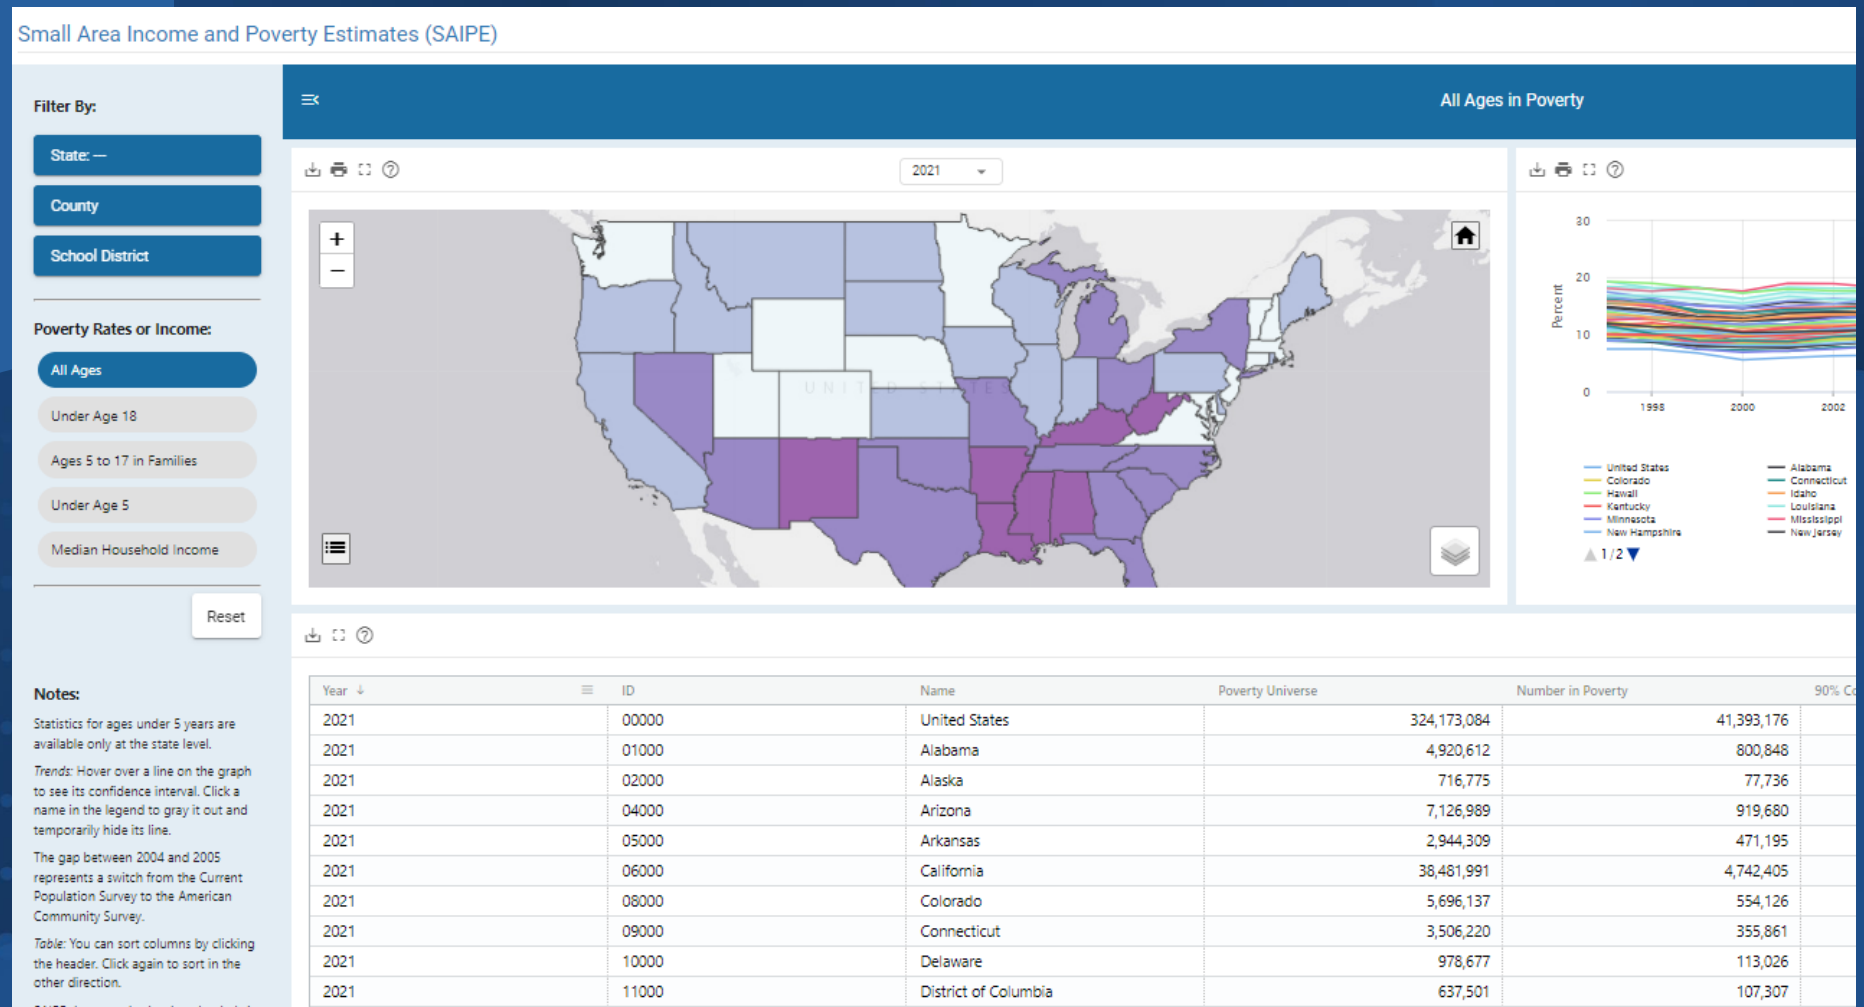 Small Area Income and Poverty Estimates (SAIPE)
Filter By:
State: —
County
School District
Poverty Rates or Income:
All Ages
Under Age 18
Ages 5 to 17 in Families
Under Age 5
Median Household Income
Reset
Notes:
Statistics for ages under 5 years are
available only at the state level.
Trends: Hover over a line on the graph
to see its confidence interval. Click a
name in the legend to gray it out and
temporarily hide its line.
The gap between 2004 and 2005
represents a switch from the Current
Population Survey to the American
Community Survey.
Table: You can sort columns by clicking
the header. Click again to sort in the
other direction.
All Ages in Poverty
2021
+
−
UNITED STATES
30
20
10
0
Percent
1998 2000 2002
United States Alabama
Colorado Connecticut
Hawaii Idaho
Kentucky Louisiana
Minnesota Mississippi
New Hampshire New Jersey
1/2
Year ID Name Poverty Universe Number in Poverty 90%
2021 00000 United States 324,173,084 41,393,176
2021 01000 Alabama 4,920,612 800,848
2021 02000 Alaska 716,775 77,736
2021 04000 Arizona 7,126,989 919,680
2021 05000 Arkansas 2,944,309 471,195
2021 06000 California 38,481,991 4,742,405
2021 08000 Colorado 5,696,137 554,126
2021 09000 Connecticut 3,506,220 355,861
2021 10000 Delaware 978,677 113,026
2021 11000 District of Columbia 637,501 107,307